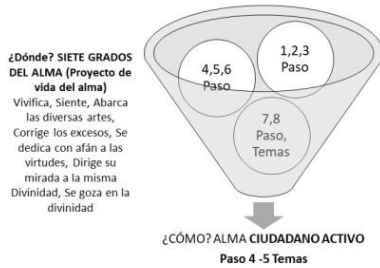 ¿Dónde? SIETE GRADOS
DEL ALMA (Proyecto de
vida del alma)
Vivifica, Siente, Abarca
las diversas artes,
Corrige los excesos, Se
dedica con afán a las
virtudes, Dirige su
mirada a la misma
Divinidad, Se goza en la
divinidad
4,5,6
Paso
1,2,3
Paso
7,8
Paso,
Temas
¿CÓMO? ALMA CIUDADANO ACTIVO
Paso 4 -5 Temas